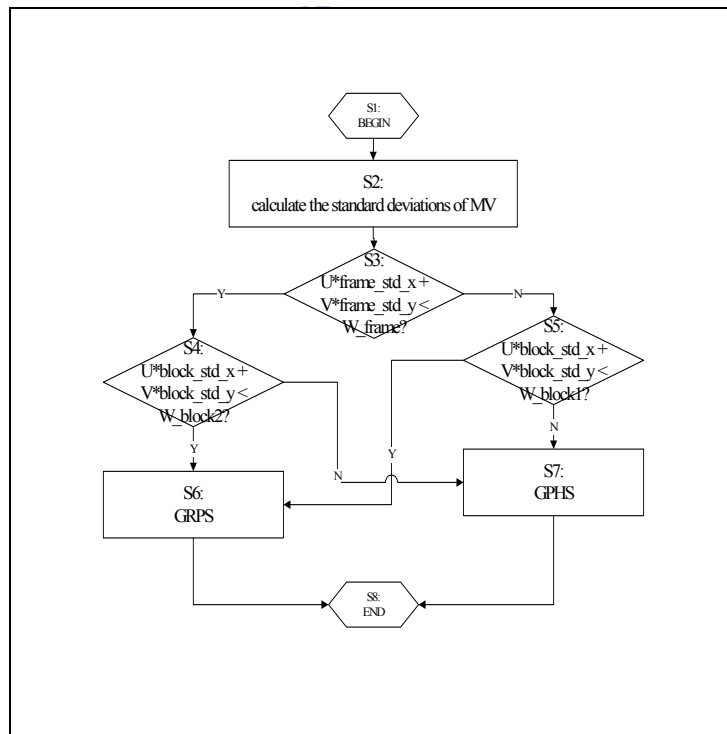 S1:
BEGIN
S2:
calculate the standard deviations of MV
S3:
U*frame_std_x +
V*frame_std_y <
W_frame?
Y
N
S4:
U*block_std_x +
V*block_std_y <
W_block2?
S5:
U*block_std_x +
V*block_std_y <
W_block1?
Y
N
Y
N
S6:
GRPS
S7:
GPHS
S8:
END